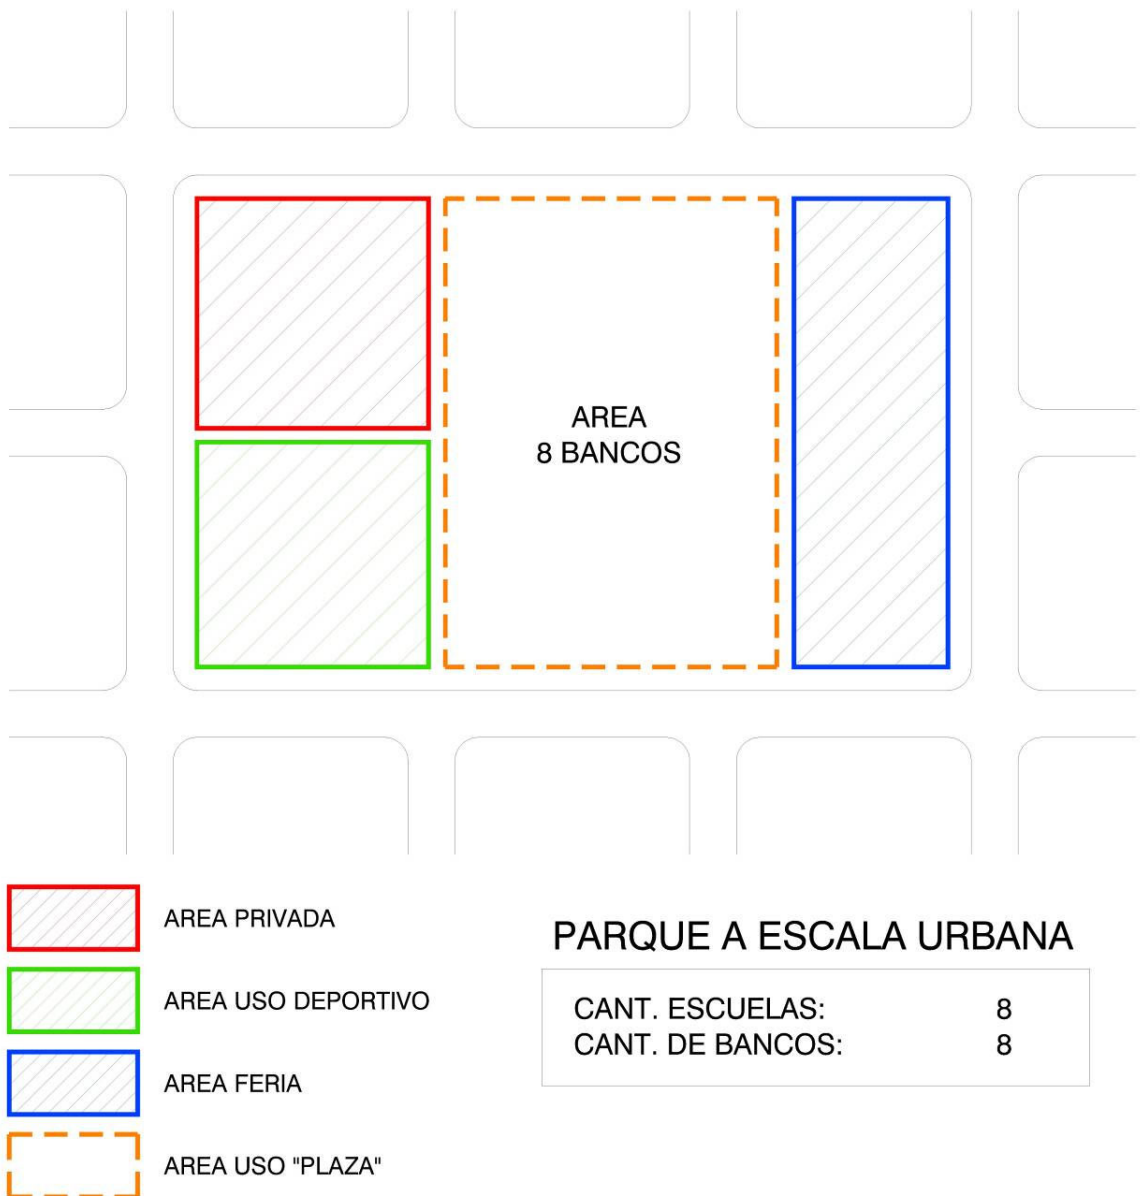 AREA
8 BANCOS
AREA PRIVADA
AREA USO DEPORTIVO
AREA FERIA
AREA USO "PLAZA"
PARQUE A ESCALA URBANA
CANT. ESCUELAS: 8
CANT. DE BANCOS: 8